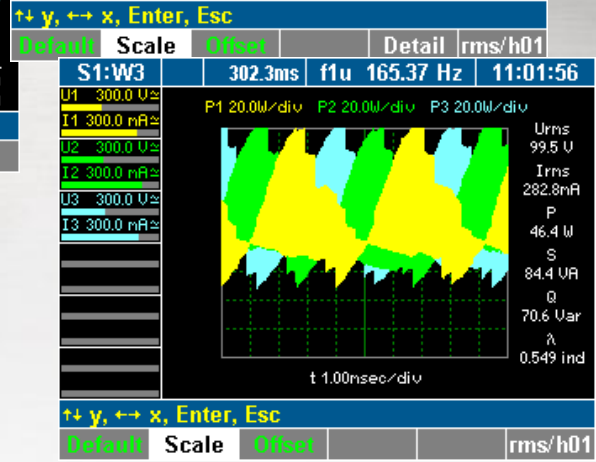 ↑↓ y, ←→ x, Enter, Esc
Default Scale Offset Detail rms/h01
S1:W3 302.3ms f1u 165.37 Hz 11:01:56
U1 300.0 V≃
I1 300.0 mA≃
U2 300.0 V≃
I2 300.0 mA≃
U3 300.0 V≃
I3 300.0 mA≃
P1 20.0W/div P2 20.0W/div P3 20.0W/div
Urms
99.5 V
Irms
282.8mA
P
46.4 W
S
84.4 VA
Q
70.6 Var
λ
0.549 ind
t 1.00msec/div
↑↓ y, ←→ x, Enter, Esc
Default Scale Offset rms/h01